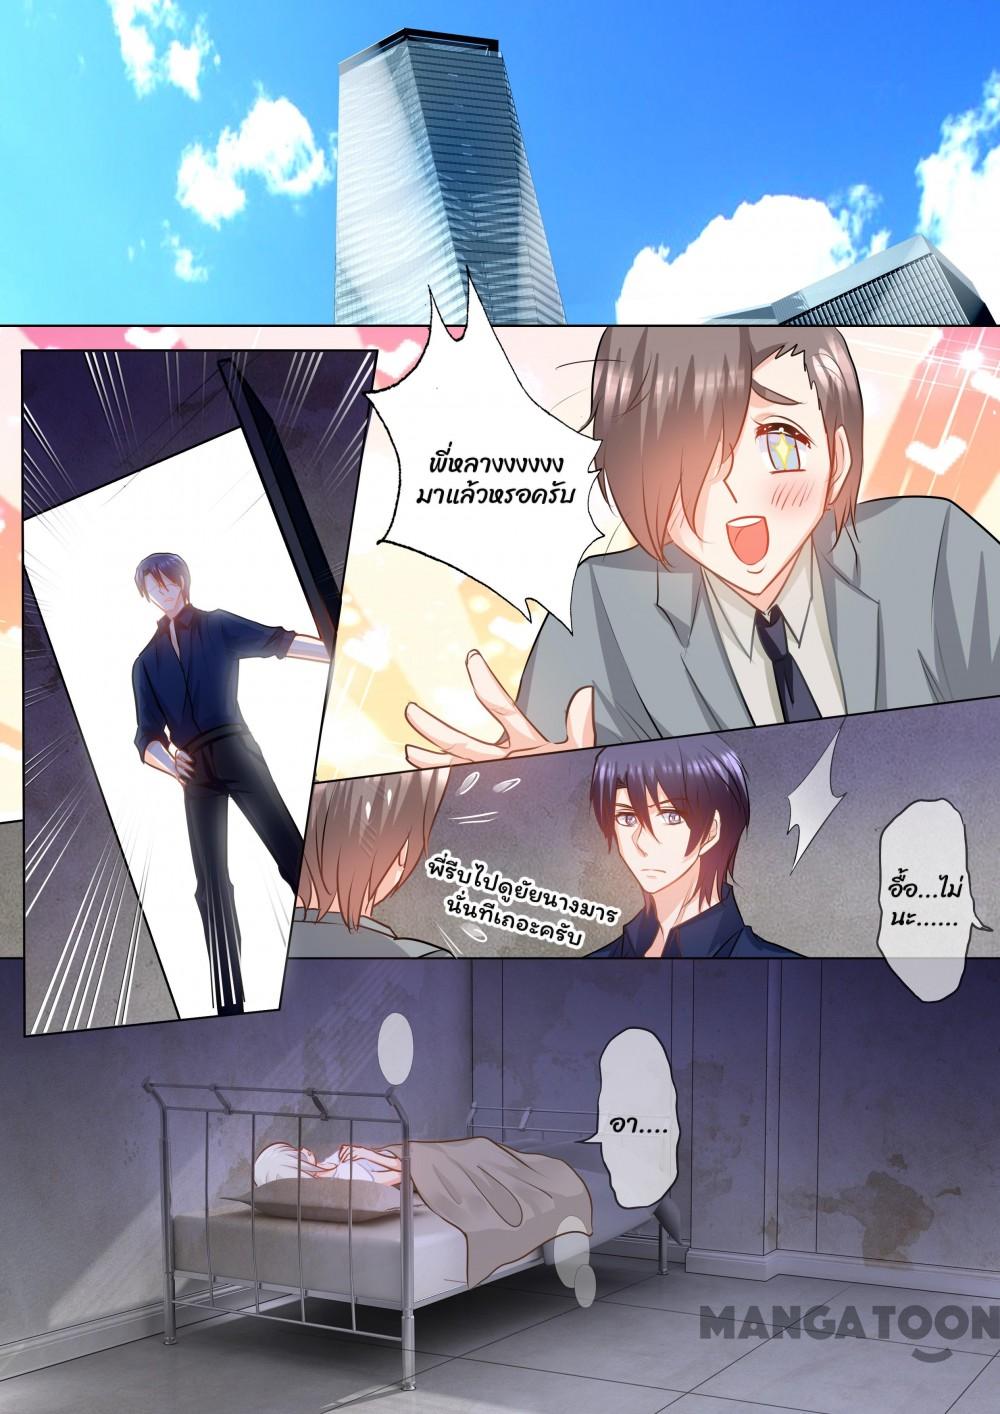 พี่หลางงงงงง
มาแล้วหรอครับ
พี่รีบไปดูยัยนางมาร
นั่นทีเถอะครับ
อื้อ...ไม่
นะ......
อา....
MANGATOON